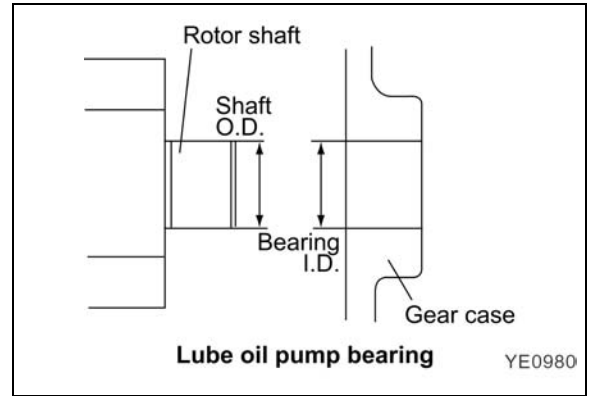 Rotor shaft
Shaft
O.D.
Bearing
I.D.
Gear case
Lube oil pump bearing
YE0980